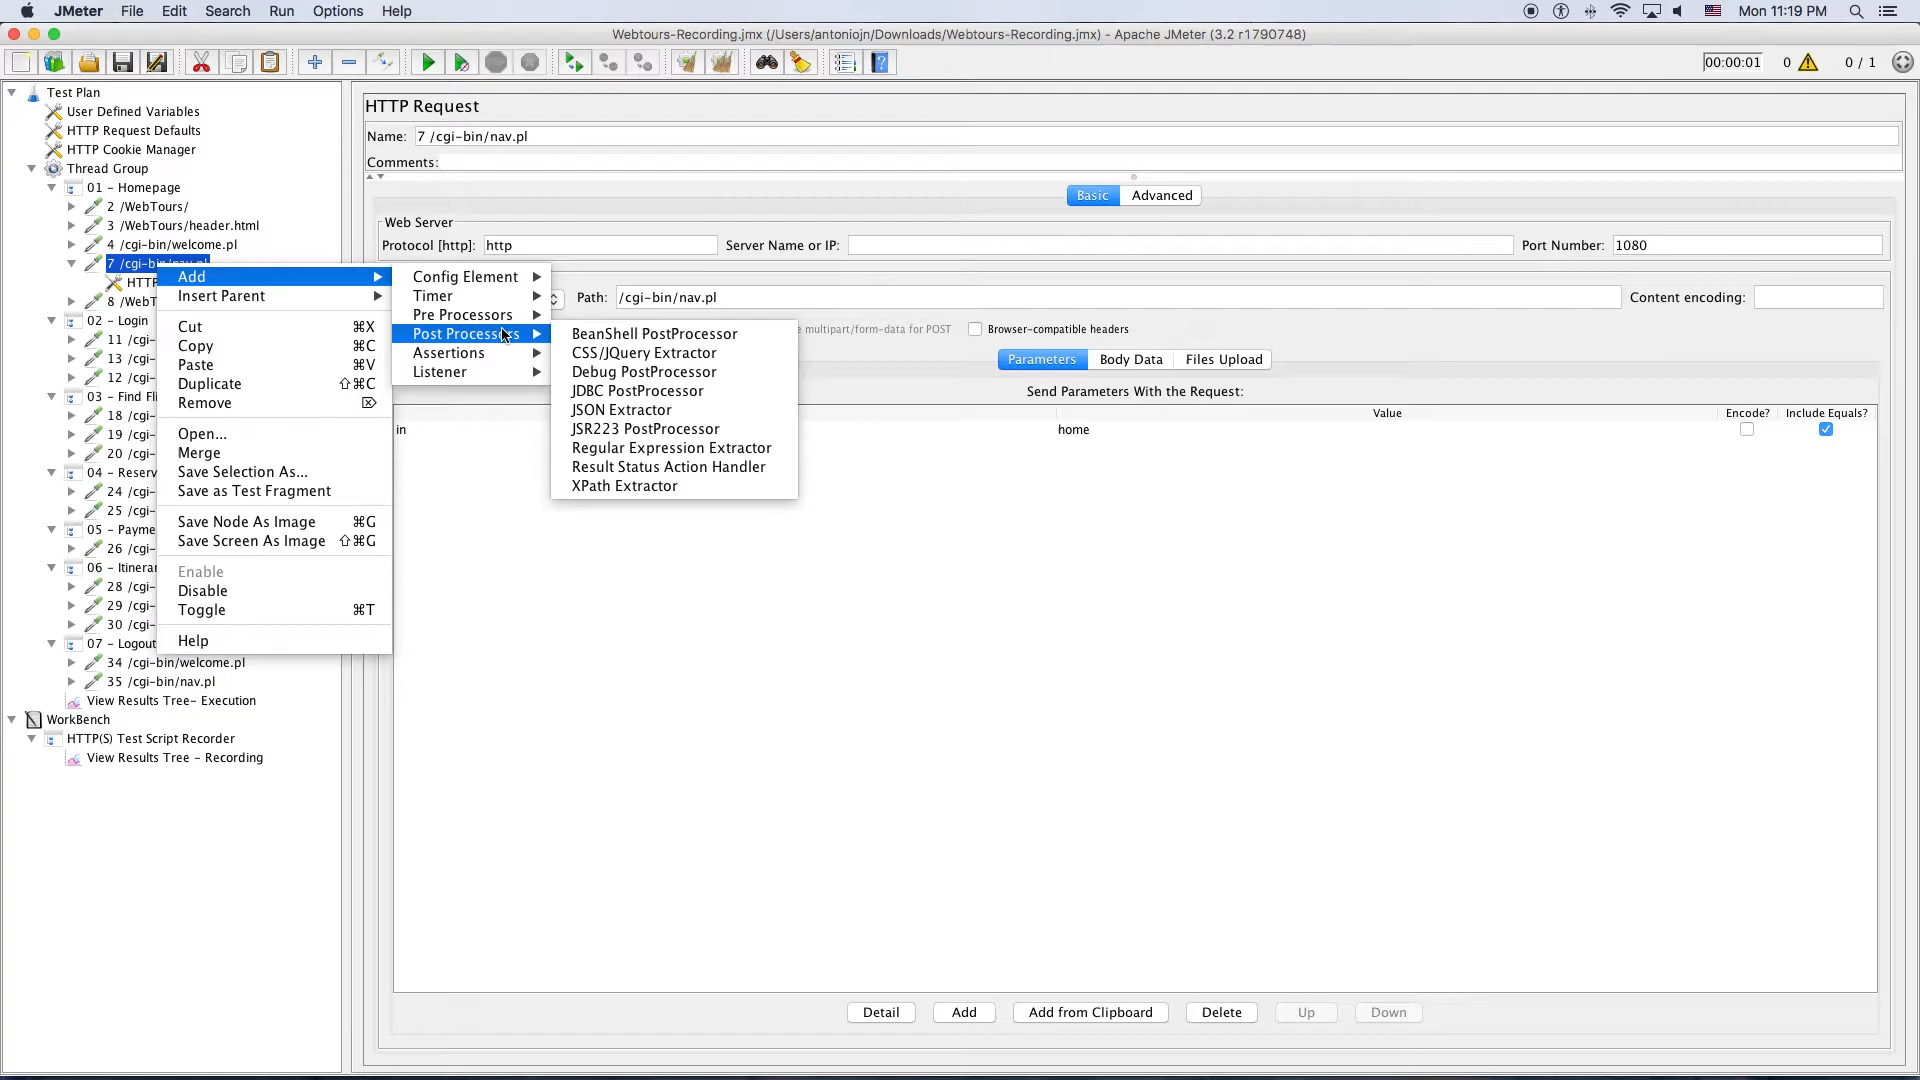 JMeter File Edit Search Run Options Help Mon 11:19 PM
Webtours-Recording.jmx (/Users/antoniojn/Downloads/Webtours-Recording.jmx) - Apache JMeter (3.2 r1790748)
00:00:01 0 0 / 1
Test Plan
User Defined Variables
HTTP Request Defaults
HTTP Cookie Manager
Thread Group
01 - Homepage
2 /WebTours/
3 /WebTours/header.html
4 /cgi-bin/welcome.pl
7 /cgi-bin/nav.pl
HTTP
8 /WebT
02 - Login
11 /cgi-
13 /cgi-
12 /cgi-
03 - Find Fli
18 /cgi-
19 /cgi-
20 /cgi-
04 - Reserv
24 /cgi-
25 /cgi-
05 - Payme
26 /cgi-
06 - Itinerar
28 /cgi-
29 /cgi-
30 /cgi-
07 - Logout
34 /cgi-bin/welcome.pl
35 /cgi-bin/nav.pl
View Results Tree- Execution
WorkBench
HTTP(S) Test Script Recorder
View Results Tree - Recording
Add
Insert Parent
Cut ⌘X
Copy ⌘C
Paste ⌘V
Duplicate ⇧⌘C
Remove ⌦
Open...
Merge
Save Selection As...
Save as Test Fragment
Save Node As Image ⌘G
Save Screen As Image ⇧⌘G
Enable
Disable
Toggle ⌘T
Help
Config Element
Timer
Pre Processors
Post Processors
Assertions
Listener
BeanShell PostProcessor
CSS/JQuery Extractor
Debug PostProcessor
JDBC PostProcessor
JSON Extractor
JSR223 PostProcessor
Regular Expression Extractor
Result Status Action Handler
XPath Extractor
HTTP Request
Name: 7 /cgi-bin/nav.pl
Comments:
Basic Advanced
Web Server
Protocol [http]: http Server Name or IP: Port Number: 1080
Path: /cgi-bin/nav.pl Content encoding:
multipart/form-data for POST Browser-compatible headers
Parameters Body Data Files Upload
Send Parameters With the Request:
Value Encode? Include Equals?
in home
Detail Add Add from Clipboard Delete Up Down